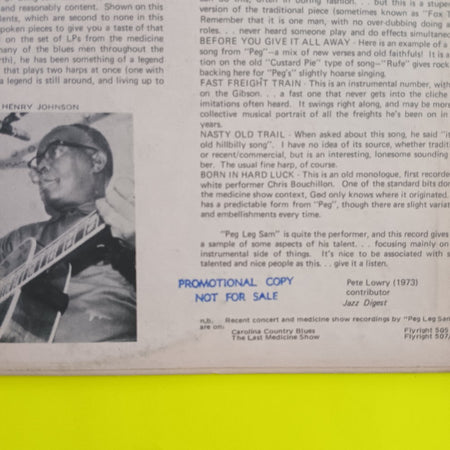 and reasonably content. Shown on this
ents, which are second to none in this
poken pieces to give you a taste of that
on the set of LFs from the medicine
many of the blues men throughout the
rth), he has been something of a legend
that plays two harps at once (one with
a legend is still around, and living up to
HENRY JOHNSON
version of the traditional piece (sometimes known as "Fox
Remember that it is one man, with no over-dubbing doing a
roles. . . never heard someone play and do effects simultane
BEFORE YOU GIVE IT ALL AWAY - Here is an example of a
song from "Peg"--a mix of new verses and old faithfuls! It is a
tion on the old "Custard Pie" type of song--"Rufe" gives rock
backing here for "Peg's" slightly hoarse singing.
FAST FREIGHT TRAIN - This is an instrumental number, with
on the Gibson. . . a fast one that never gets into the cliche
imitations often heard. It swings right along, and may be more
collective musical portrait of all the freights he's been on in
years.
NASTY OLD TRAIL - When asked about this song, he said "it
old hillbilly song". I have no idea of its source, whether tradit
or recent/commercial, but is an interesting, lonesome sounding
ber. The usual fine harp, of course.
BORN IN HARD LUCK - This is an old monologue, first recorde
white performer Chris Bouchillon. One of the standard bits do
the medicine show context, God only knows where it originated.
has a predictable form from "Peg", though there are slight variat
and embellishments every time.
"Peg Leg Sam" is quite the performer, and this record gives
a sample of some aspects of his talent. . . focusing mainly on
instrumental side of things. It's nice to be associated with s
talented and nice people as this. . . give it a listen.
PROMOTIONAL COPY
NOT FOR SALE
Pete Lowry (1973)
contributor
Jazz Digest
n.b. Recent concert and medicine show recordings by "Peg Leg Sam
are on:
Carolina Country Blues Flyright 505
The Last Medicine Show Flyright 507/